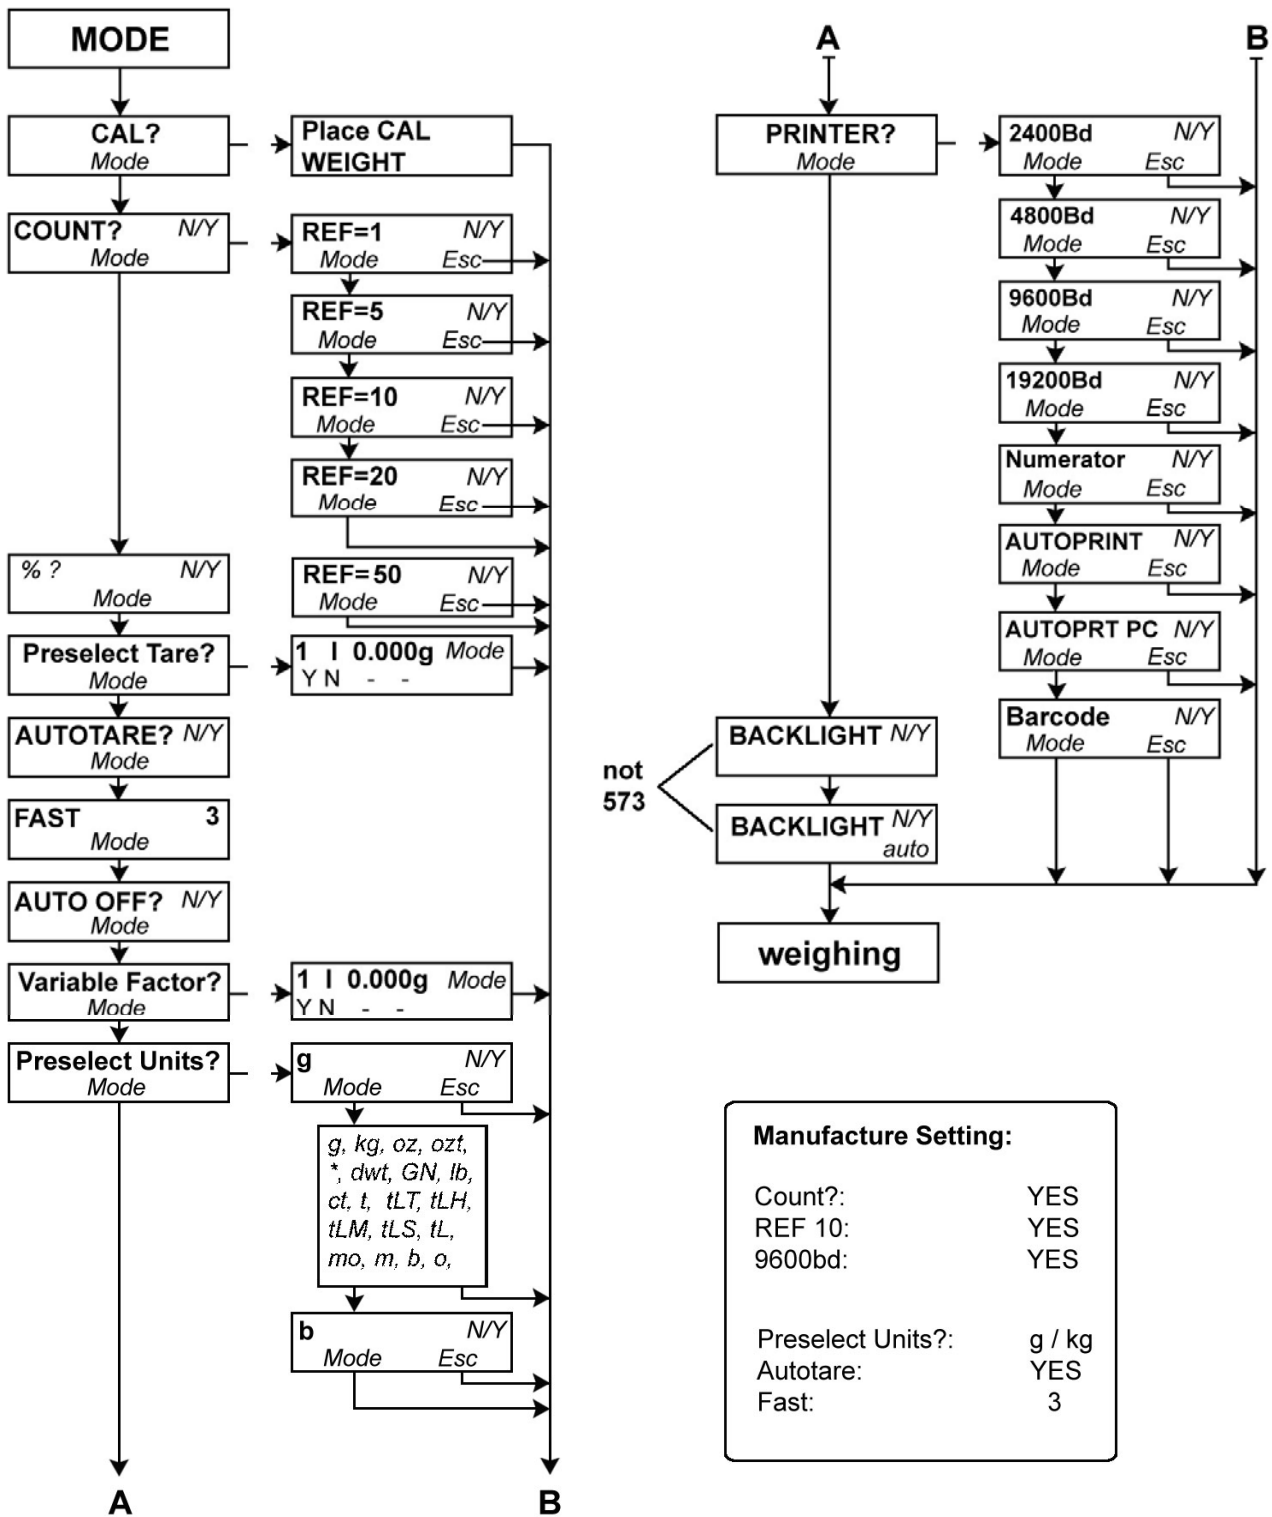 MODE
CAL?
Mode
Place CAL
WEIGHT
COUNT? N/Y
Mode
REF=1 N/Y
Mode Esc
REF=5 N/Y
Mode Esc
REF=10 N/Y
Mode Esc
REF=20 N/Y
Mode Esc
% ? N/Y
Mode
REF=50 N/Y
Mode Esc
Preselect Tare?
Mode
1 I 0.000g Mode
Y N - -
AUTOTARE? N/Y
Mode
FAST 3
Mode
AUTO OFF? N/Y
Mode
Variable Factor?
Mode
1 I 0.000g Mode
Y N - -
Preselect Units?
Mode
g N/Y
Mode Esc
g, kg, oz, ozt,
*, dwt, GN, lb,
ct, t, tLT, tLH,
tLM, tLS, tL,
mo, m, b, o,
b N/Y
Mode Esc
A
B
A
B
PRINTER?
Mode
2400Bd N/Y
Mode Esc
4800Bd N/Y
Mode Esc
9600Bd N/Y
Mode Esc
19200Bd N/Y
Mode Esc
Numerator N/Y
Mode Esc
AUTOPRINT N/Y
Mode Esc
AUTOPRT PC N/Y
Mode Esc
Barcode N/Y
Mode Esc
not
573
BACKLIGHT N/Y
BACKLIGHT N/Y
auto
weighing
Manufacture Setting:
Count?: YES
REF 10: YES
9600bd: YES
Preselect Units?: g / kg
Autotare: YES
Fast: 3